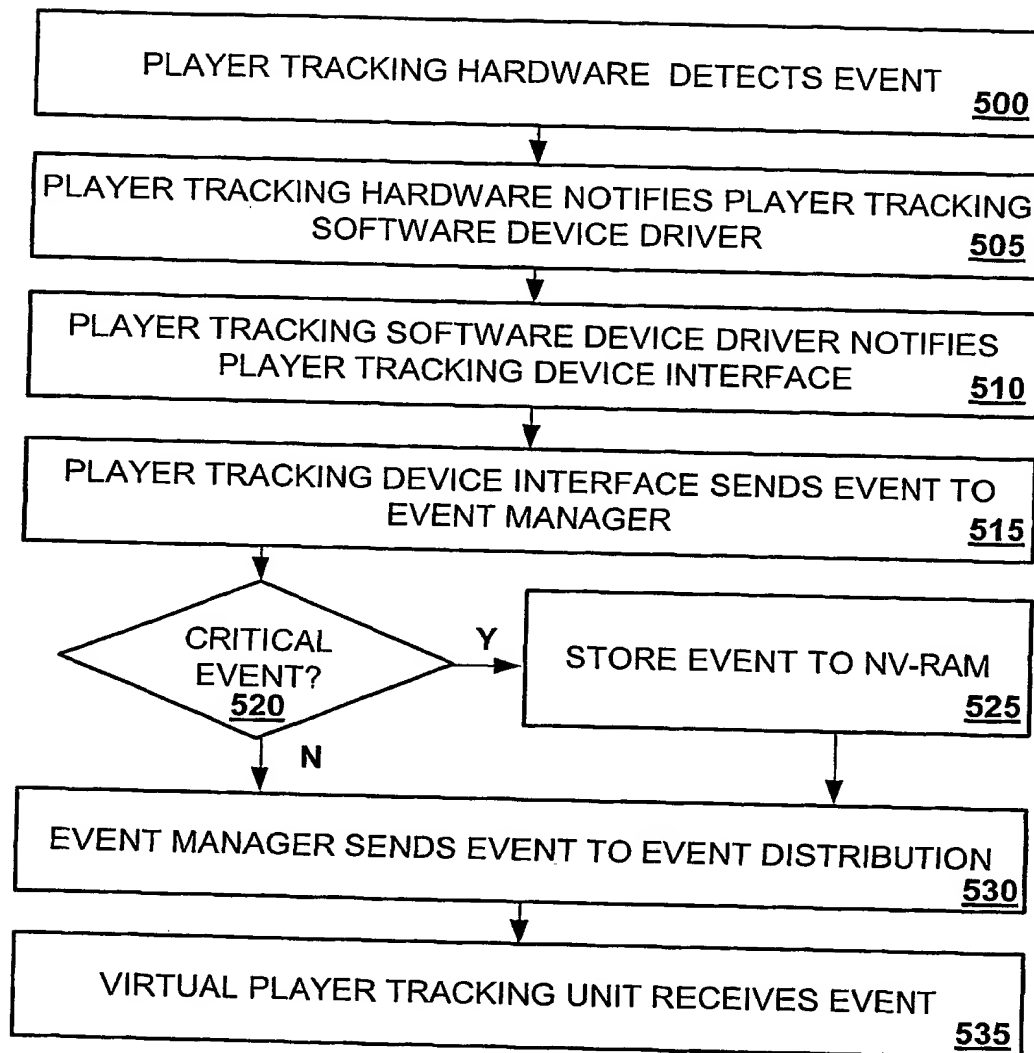 PLAYER TRACKING HARDWARE DETECTS EVENT
500
PLAYER TRACKING HARDWARE NOTIFIES PLAYER TRACKING
SOFTWARE DEVICE DRIVER
505
PLAYER TRACKING SOFTWARE DEVICE DRIVER NOTIFIES
PLAYER TRACKING DEVICE INTERFACE
510
PLAYER TRACKING DEVICE INTERFACE SENDS EVENT TO
EVENT MANAGER
515
CRITICAL
EVENT?
520
Y
STORE EVENT TO NV-RAM
525
N
EVENT MANAGER SENDS EVENT TO EVENT DISTRIBUTION
530
VIRTUAL PLAYER TRACKING UNIT RECEIVES EVENT
535